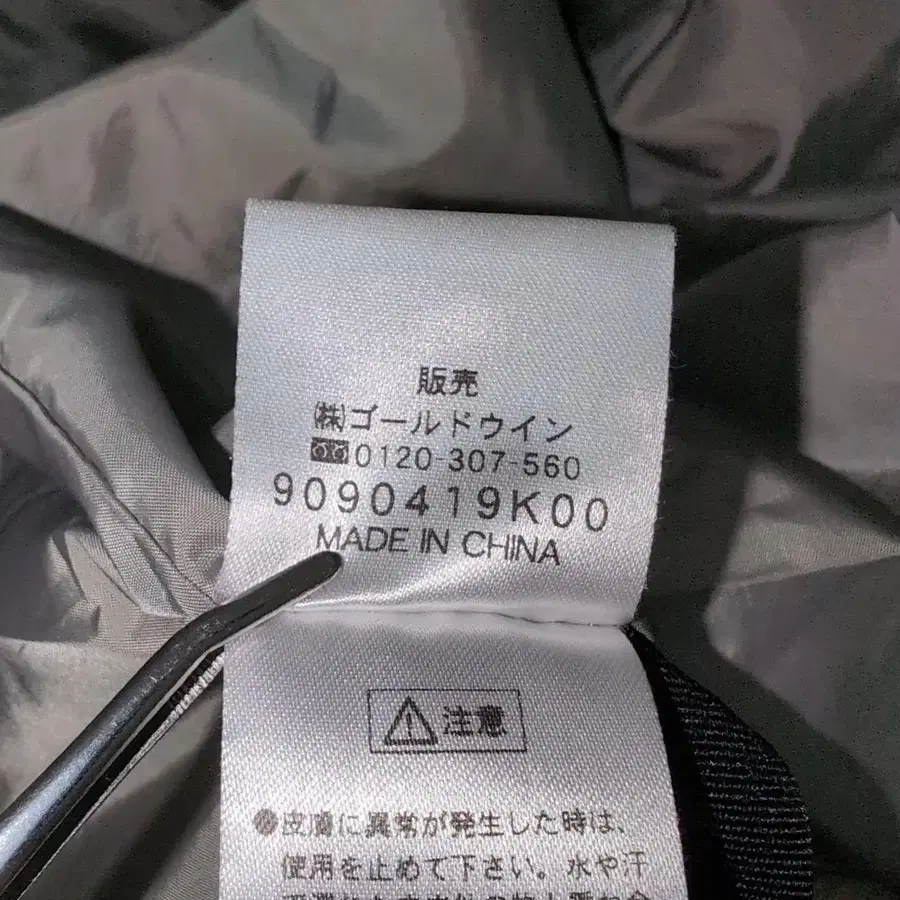 販売
㈱ゴールドウイン
0120-307-560
9090419K00
MADE IN CHINA
注意
●皮膚に異常が発生した時は、
使用を止めて下さい。水や汗